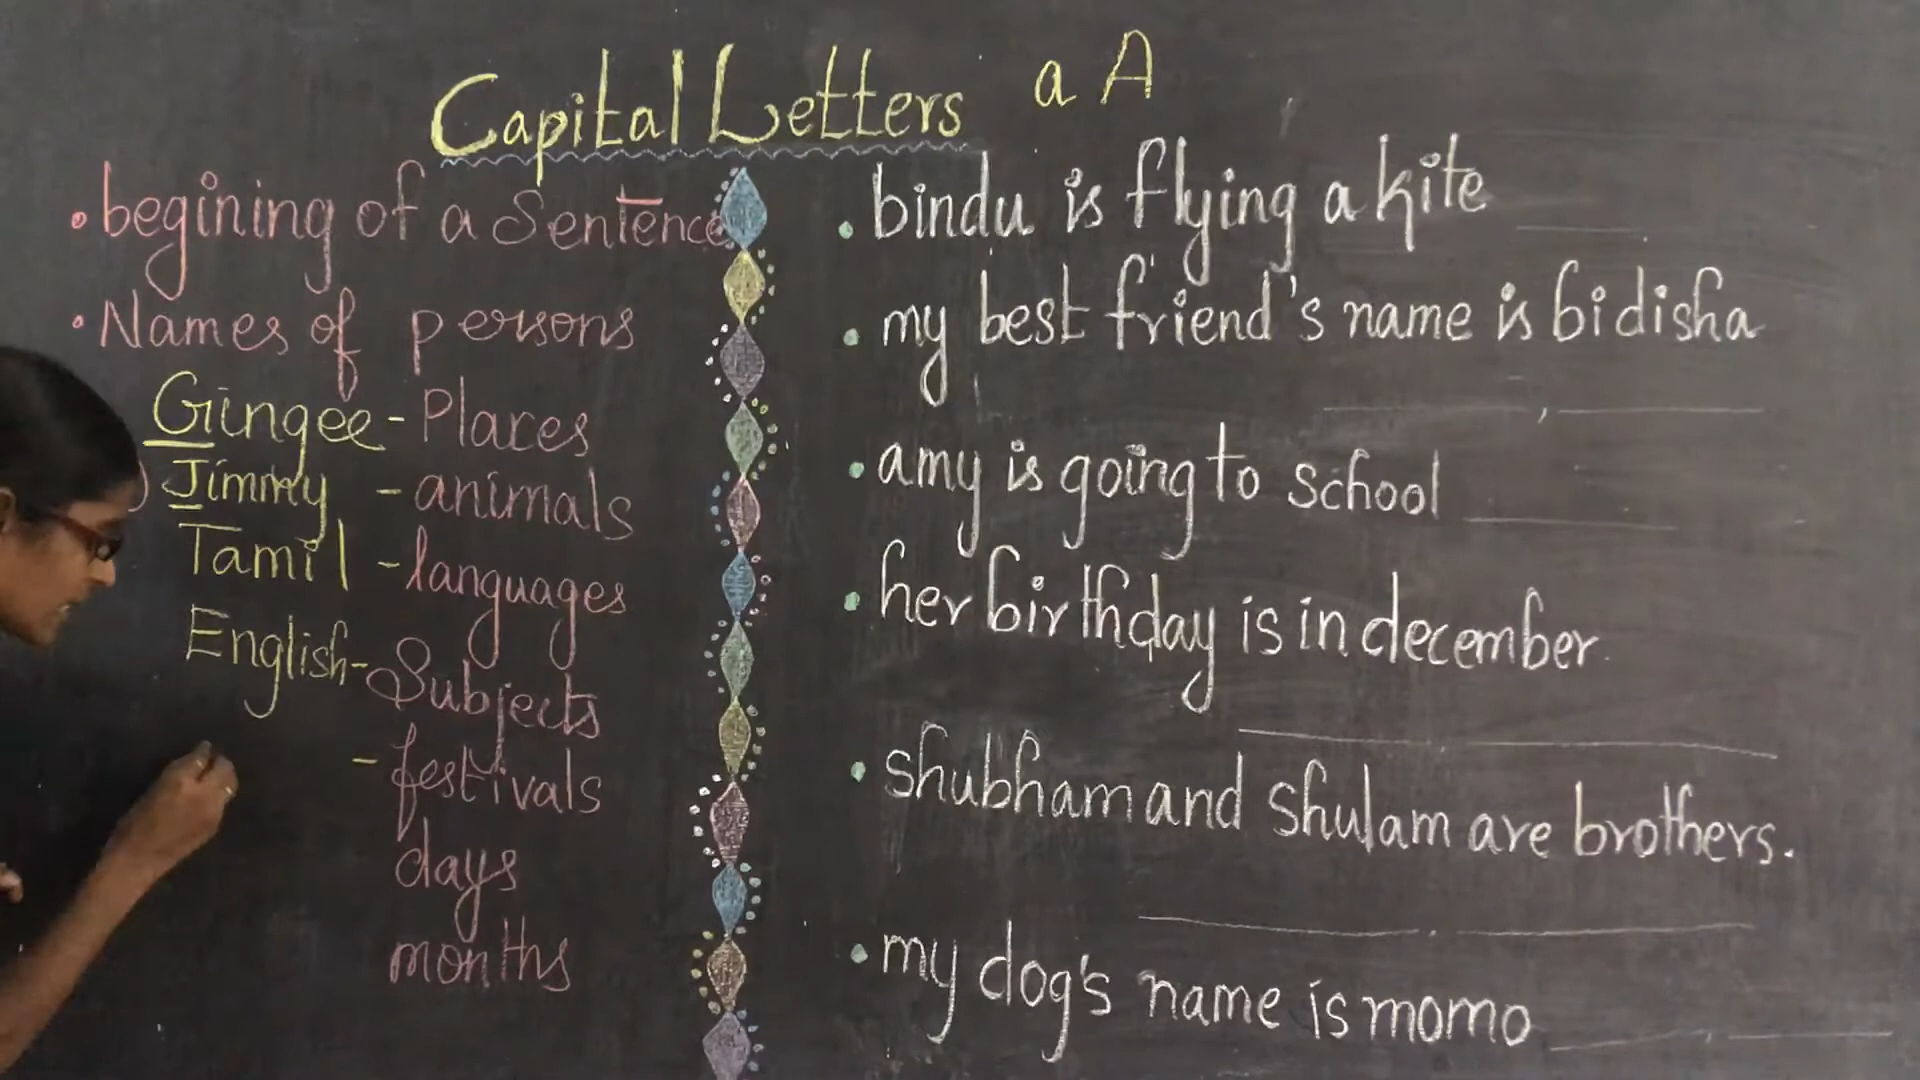 Capital Letters a A
• begining of a Sentence
• Names of persons
Gingee - Places
Jimmy - animals
Tamil - languages
English - Subjects
- festivals
days
months
• bindu is flying a kite
• my best friend's name is bidisha
• amy is going to school
• her birthday is in december.
• shubham and shulam are brothers.
• my dog's name is momo